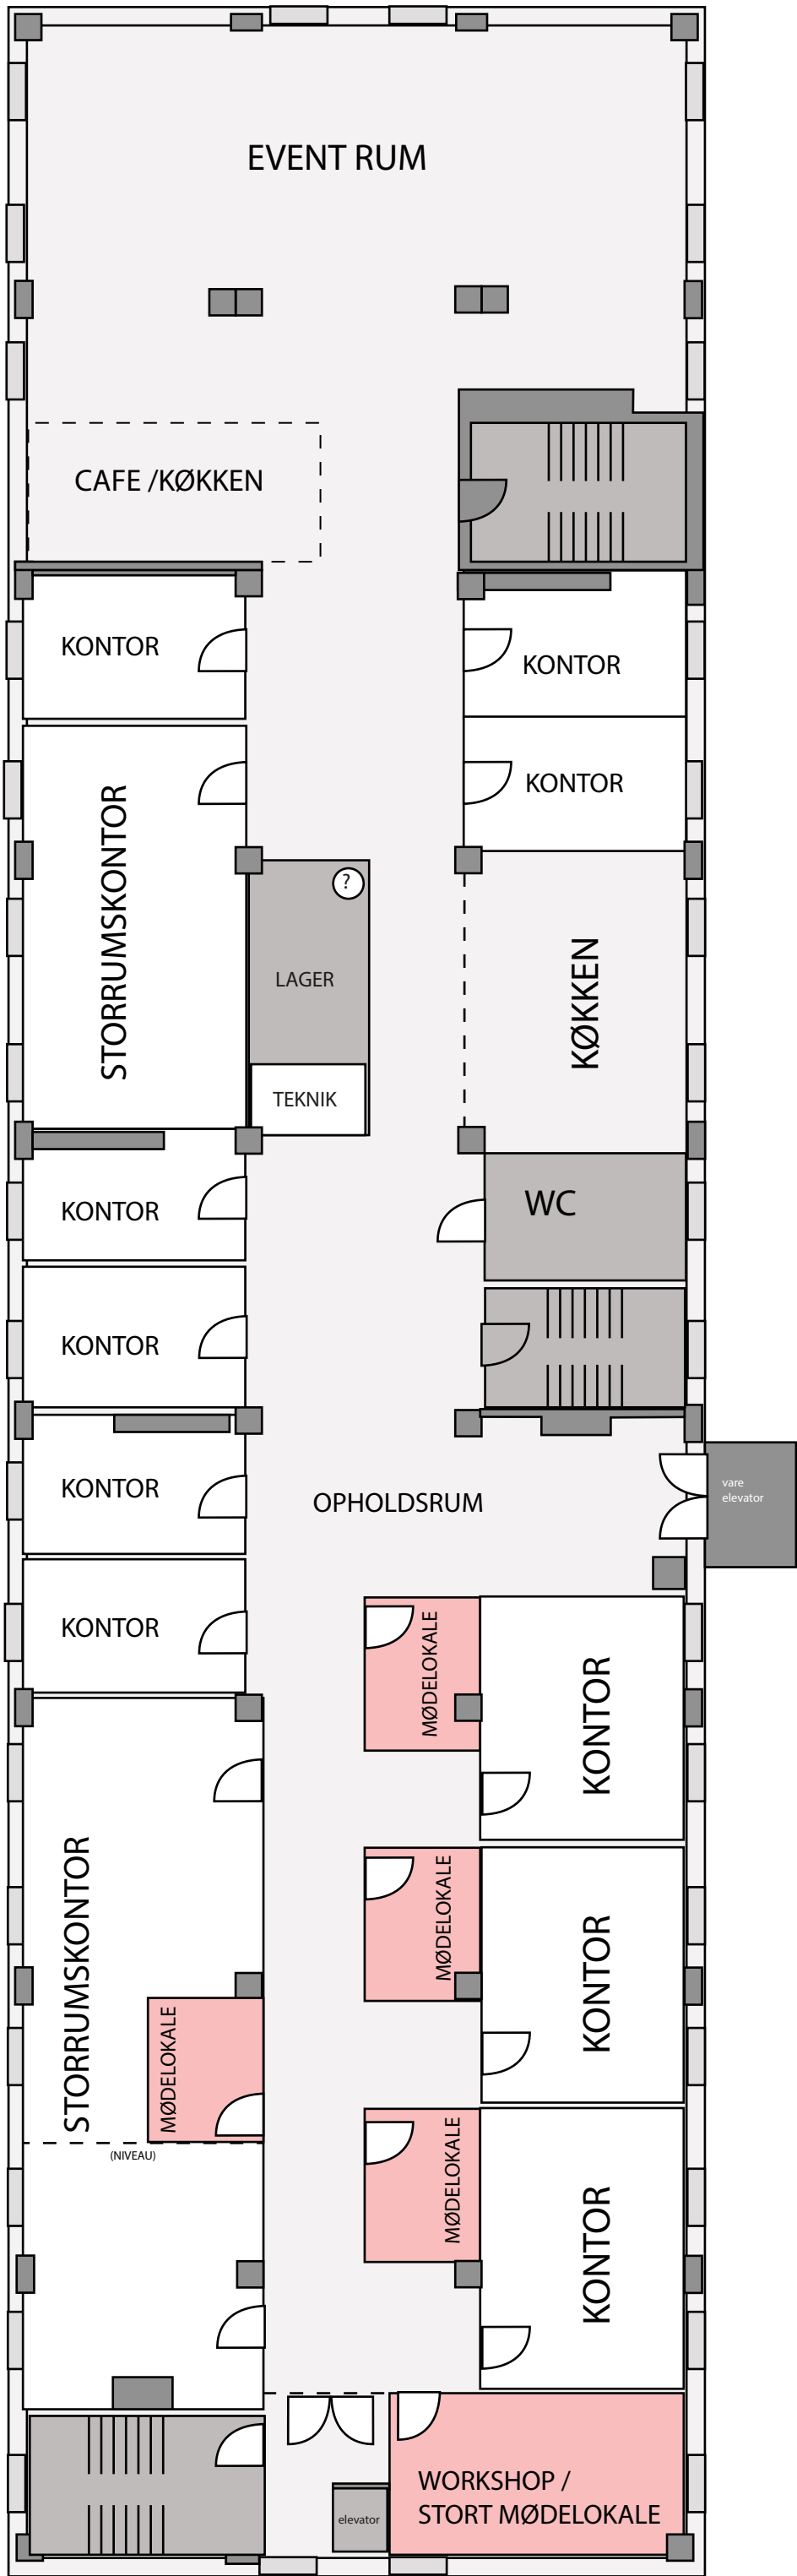 EVENT RUM
CAFE /KØKKEN
KONTOR
KONTOR
KONTOR
STORRUMSKONTOR
?
LAGER
KØKKEN
TEKNIK
KONTOR
WC
KONTOR
KONTOR
OPHOLDSRUM
vare
elevator
KONTOR
MØDELOKALE
KONTOR
STORRUMSKONTOR
MØDELOKALE
KONTOR
MØDELOKALE
(NIVEAU)
MØDELOKALE
KONTOR
WORKSHOP /
STORT MØDELOKALE
elevator